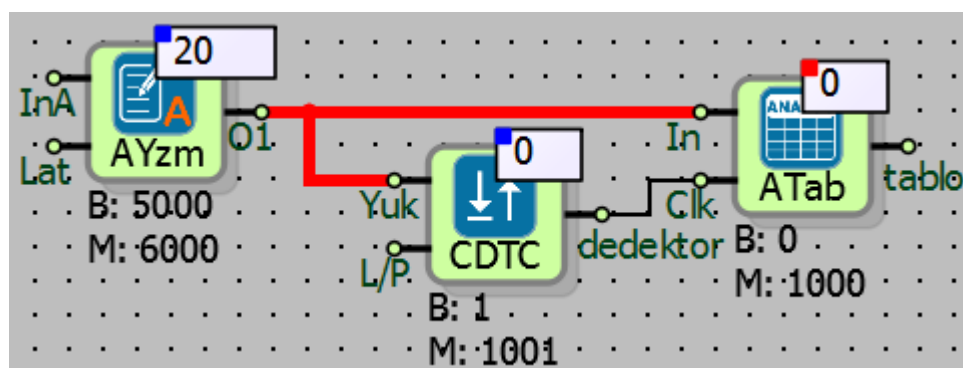 20
InA
A
O1
AYzm
Lat
B: 5000
M: 6000
0
Yuk
CDTC
L/P
dedektor
B: 1
M: 1001
0
ANA
In
Clk
ATab
tablo
B: 0
M: 1000